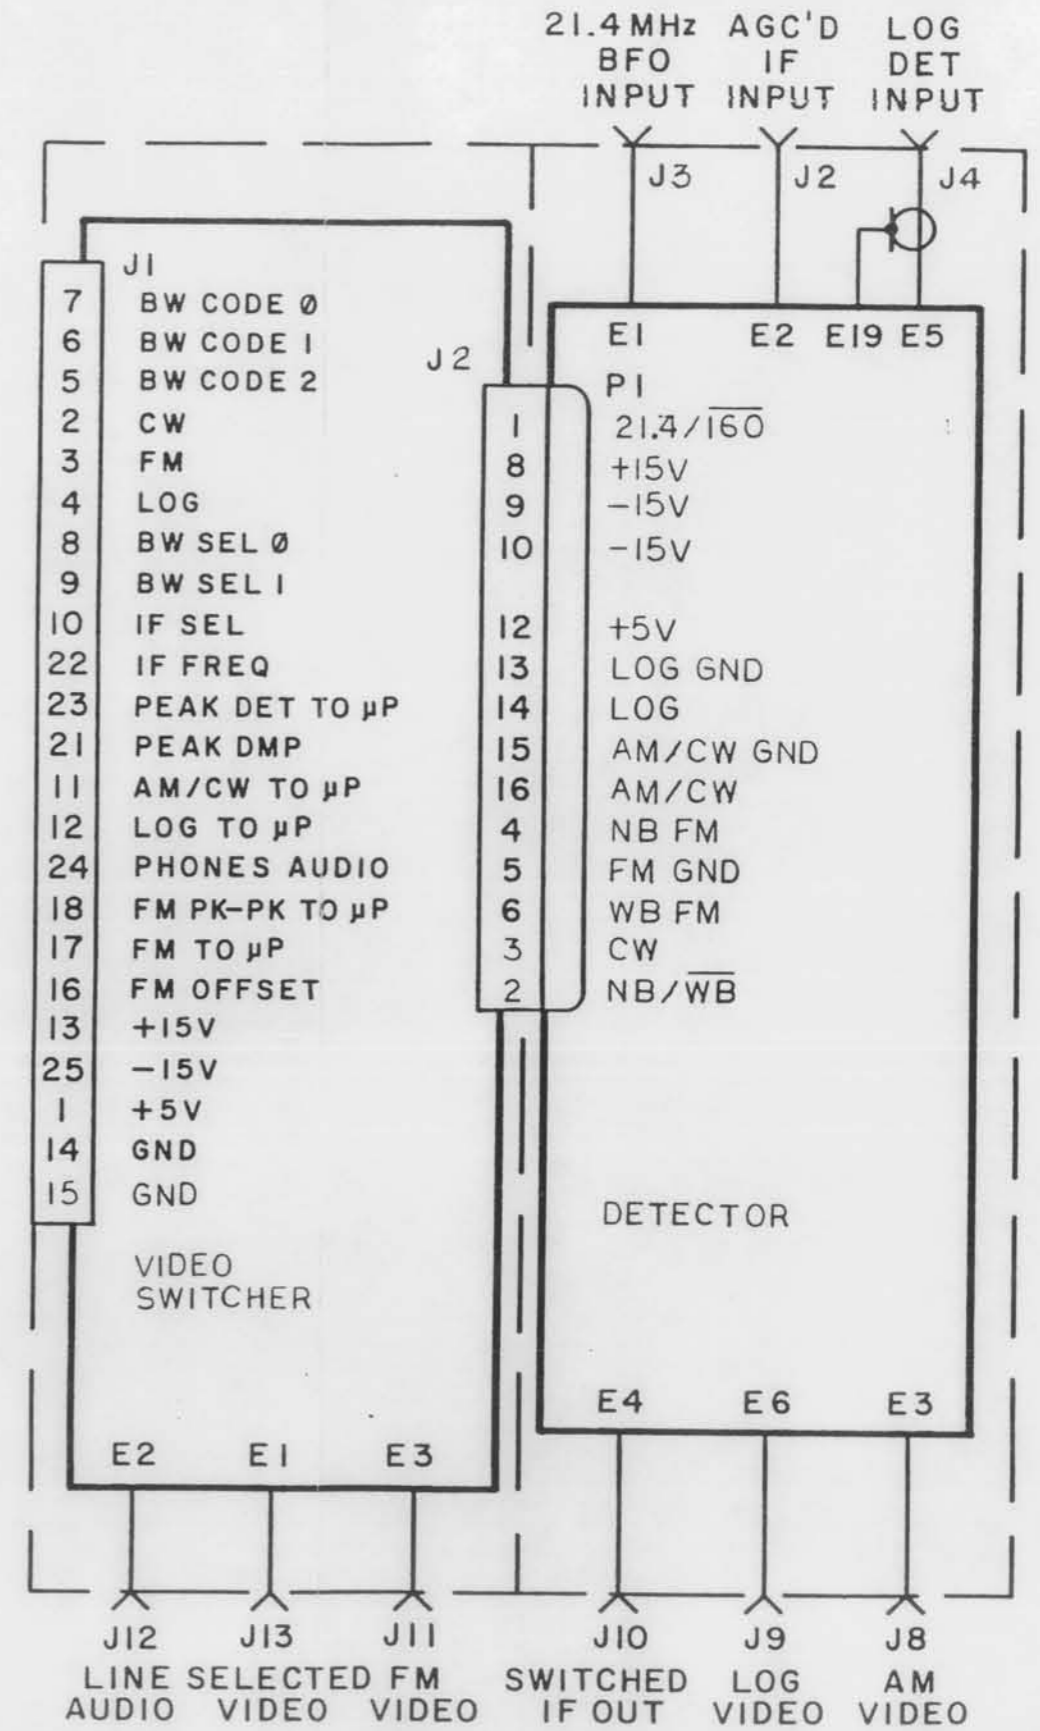 21.4 MHz BFO INPUT
AGC'D IF INPUT
LOG DET INPUT
J3
J2
J4
J1
7 BW CODE Ø
6 BW CODE 1
5 BW CODE 2
2 CW
3 FM
4 LOG
8 BW SEL Ø
9 BW SEL 1
10 IF SEL
22 IF FREQ
23 PEAK DET TO µP
21 PEAK DMP
11 AM/CW TO µP
12 LOG TO µP
24 PHONES AUDIO
18 FM PK-PK TO µP
17 FM TO µP
16 FM OFFSET
13 +15V
25 -15V
1 +5V
14 GND
15 GND
VIDEO
SWITCHER
E2 E1 E3
J2
E1 E2 E19 E5
P1
1 21.4/1̅6̅0̅
8 +15V
9 -15V
10 -15V
12 +5V
13 LOG GND
14 LOG
15 AM/CW GND
16 AM/CW
4 NB FM
5 FM GND
6 WB FM
3 CW
2 NB/W̅B̅
DETECTOR
E4 E6 E3
J12
LINE
AUDIO
J13
SELECTED
VIDEO
J11
FM
VIDEO
J10
SWITCHED
IF OUT
J9
LOG
VIDEO
J8
AM
VIDEO